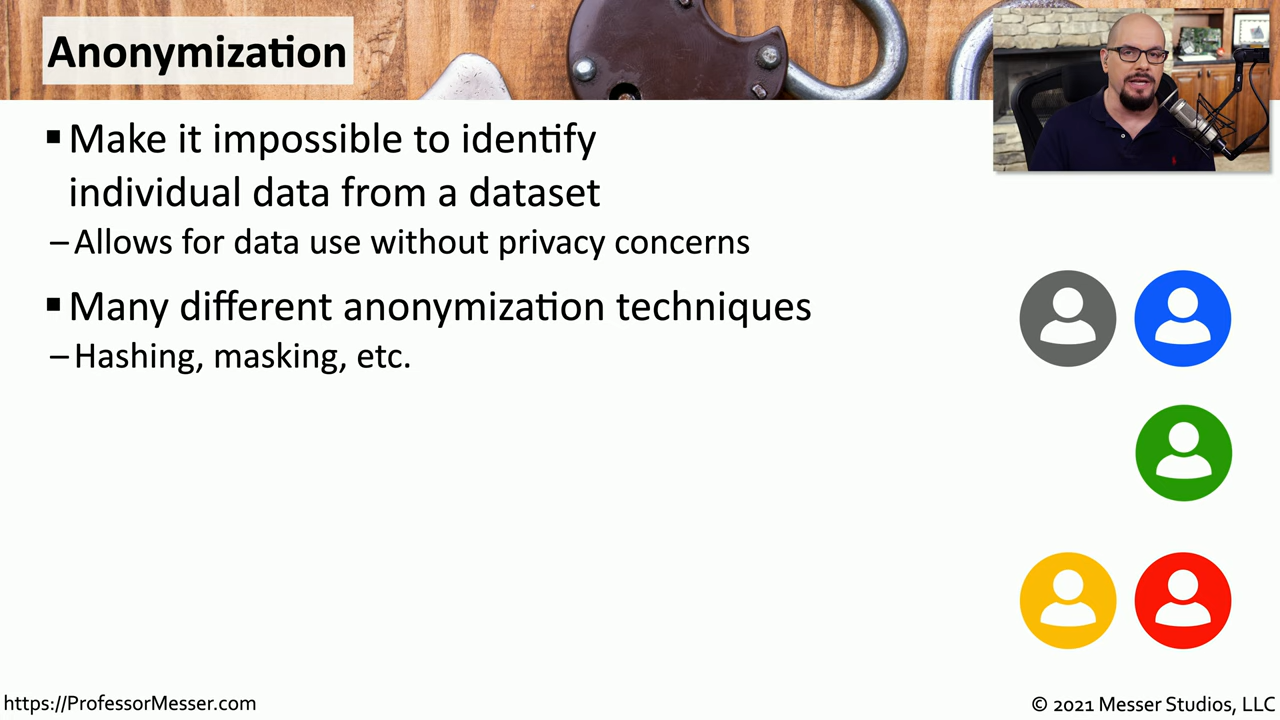 Anonymization
▪ Make it impossible to identify
individual data from a dataset
– Allows for data use without privacy concerns
▪ Many different anonymization techniques
– Hashing, masking, etc.
https://ProfessorMesser.com
© 2021 Messer Studios, LLC